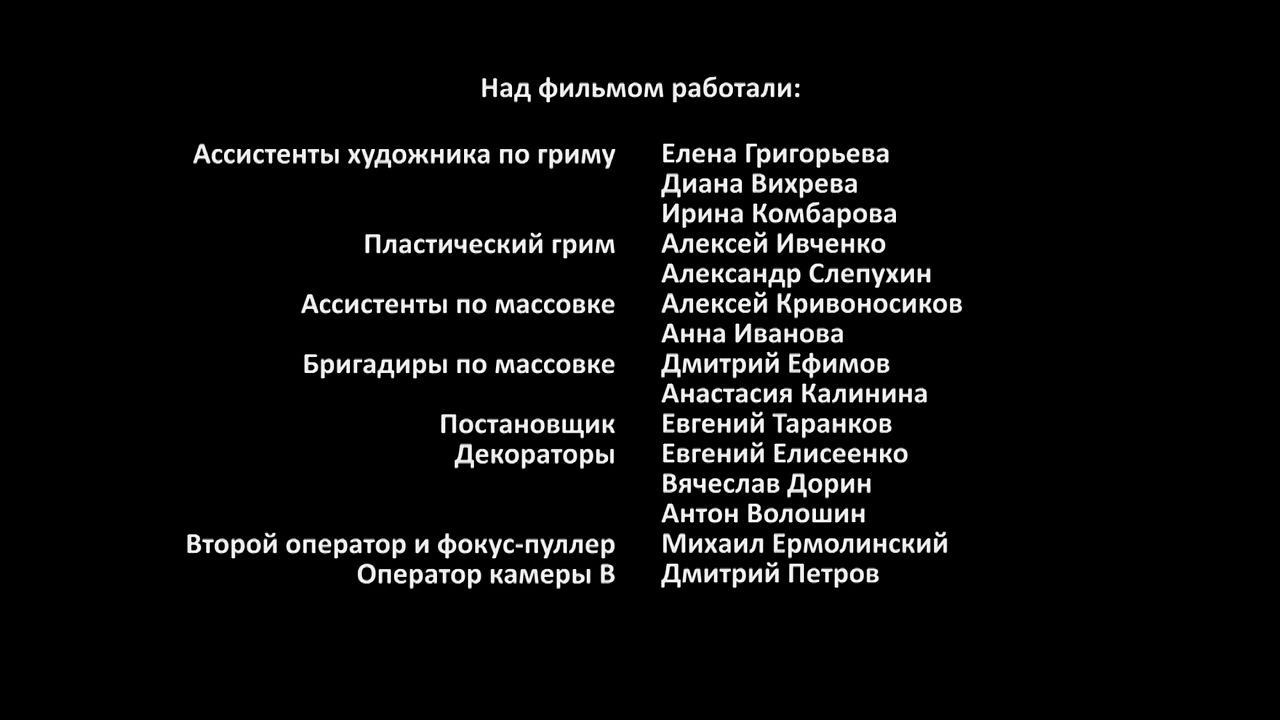 Над фильмом работали:
Ассистенты художника по гриму Елена Григорьева
Диана Вихрева
Ирина Комбарова
Пластический грим Алексей Ивченко
Александр Слепухин
Ассистенты по массовке Алексей Кривоносиков
Анна Иванова
Бригадиры по массовке Дмитрий Ефимов
Анастасия Калинина
Постановщик Евгений Таранков
Декораторы Евгений Елисеенко
Вячеслав Дорин
Антон Волошин
Второй оператор и фокус-пуллер Михаил Ермолинский
Оператор камеры В Дмитрий Петров